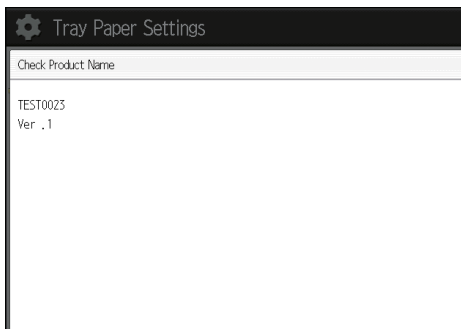 Tray Paper Settings
Check Product Name
TEST0023
Ver .1